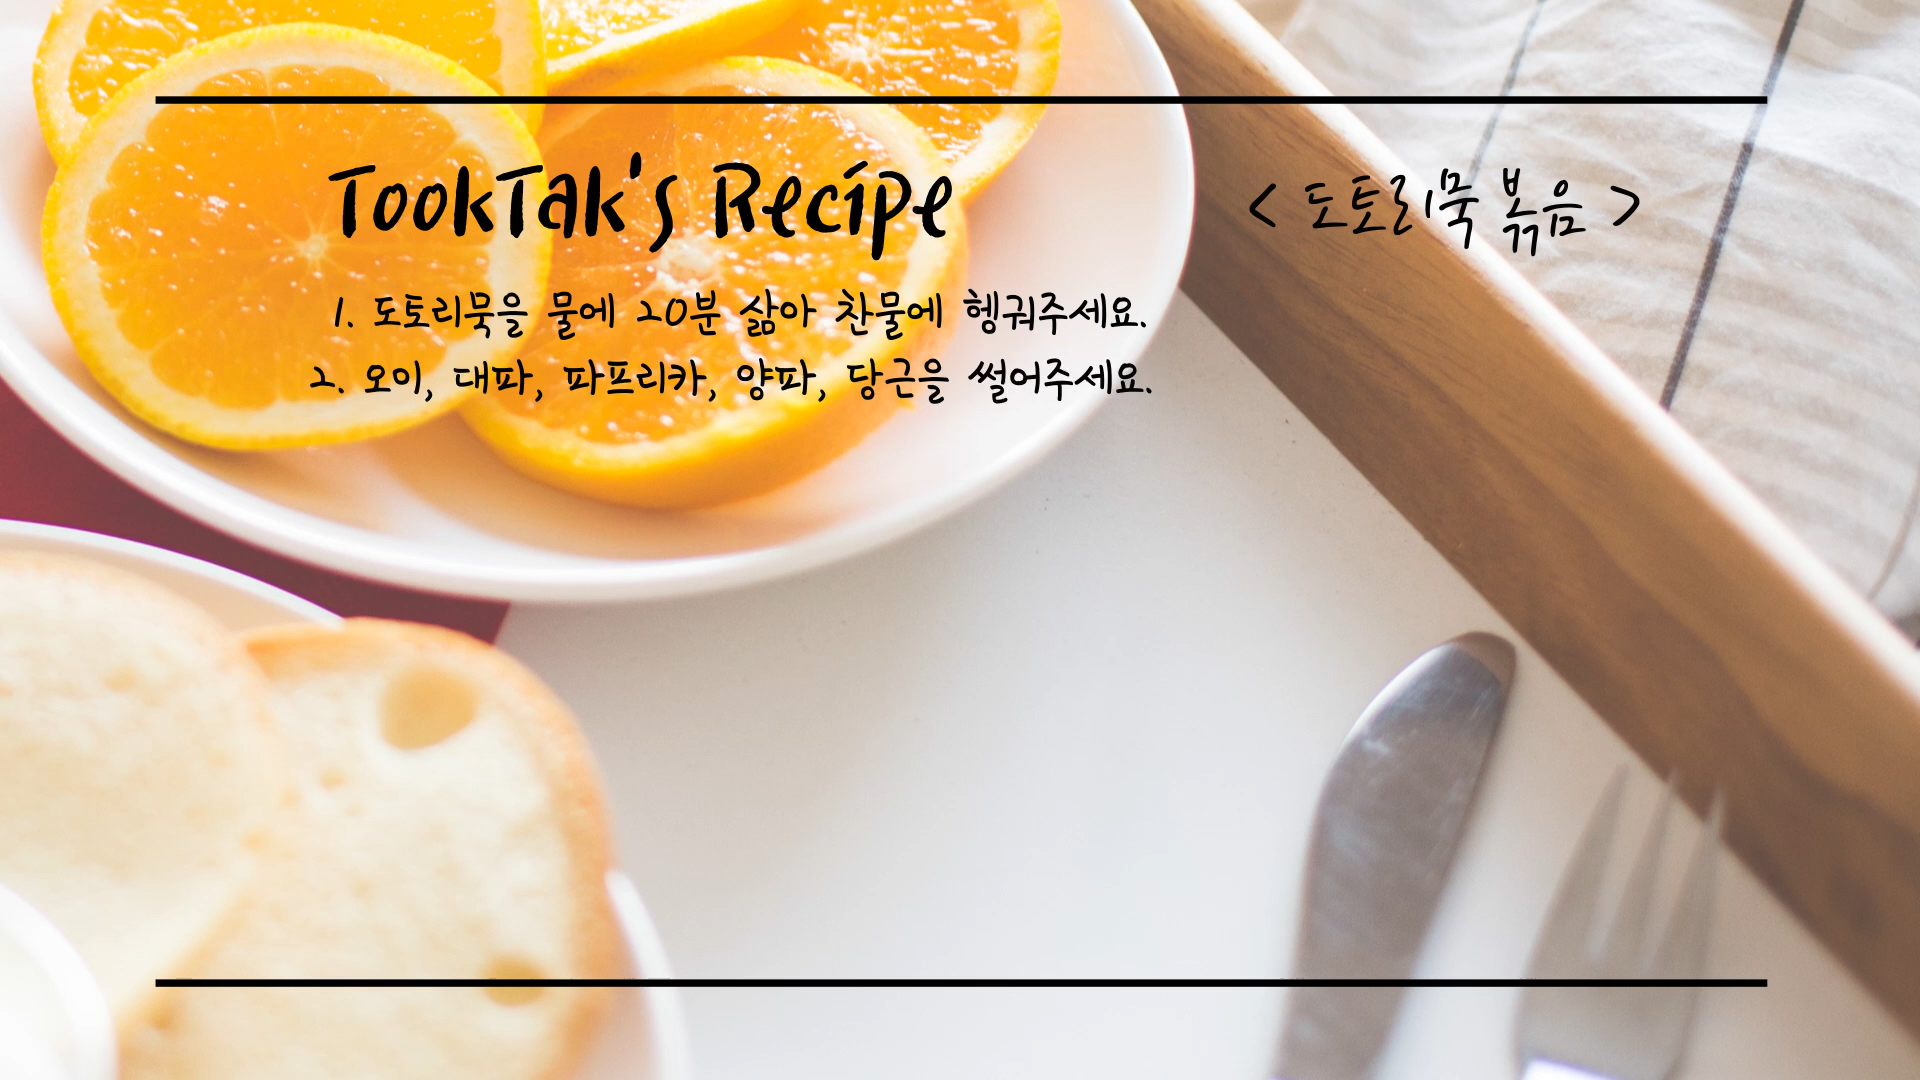 TookTak's Recipe
< 도토리묵 볶음 >
1. 도토리묵을 물에 20분 삶아 찬물에 헹궈주세요.
2. 오이, 대파, 파프리카, 양파, 당근을 썰어주세요.